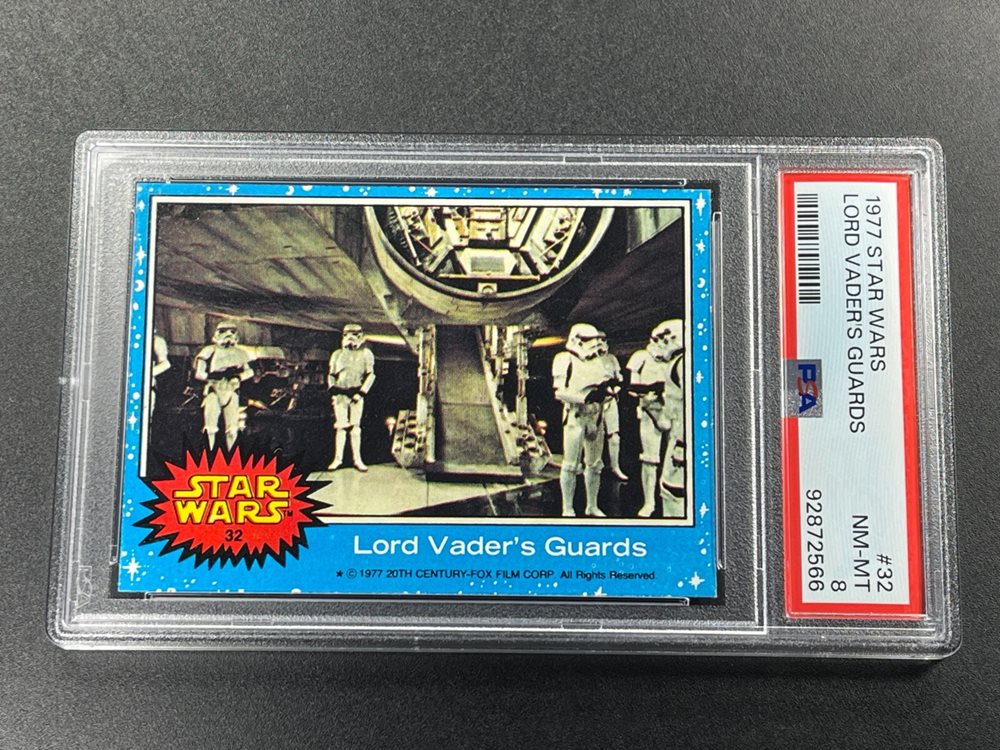 STAR
WARS™
32
Lord Vader's Guards
★ © 1977 20TH CENTURY-FOX FILM CORP. All Rights Reserved.
1977 STAR WARS #32
LORD VADER'S GUARDS NM-MT
8
PSA 92872566